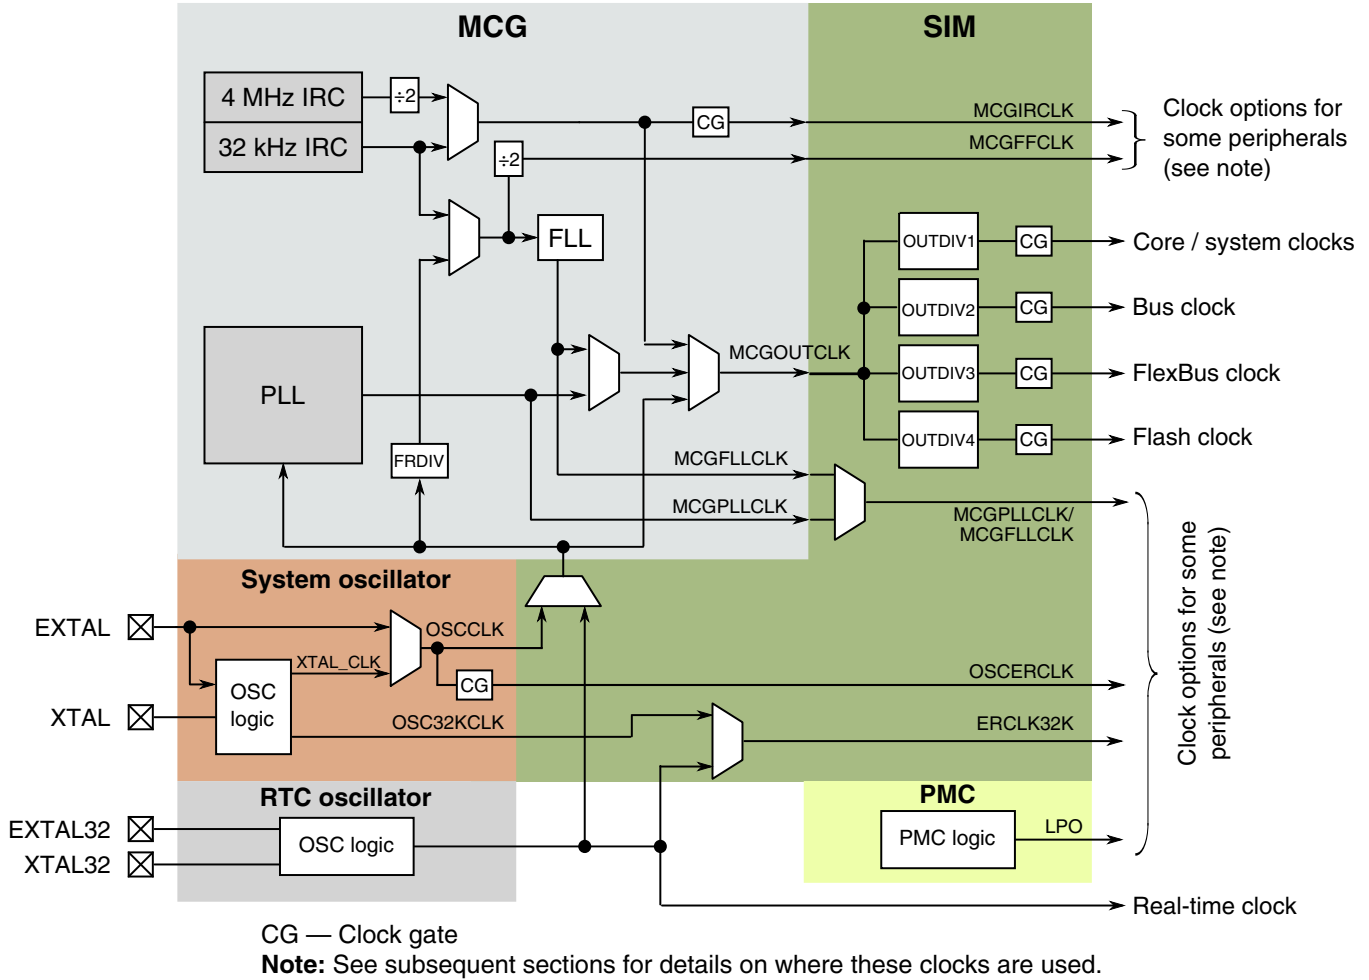 MCG
SIM
4 MHz IRC
÷2
32 kHz IRC
CG
MCGIRCLK
÷2
MCGFFCLK
Clock options for
some peripherals
(see note)
FLL
OUTDIV1
CG
Core / system clocks
OUTDIV2
CG
Bus clock
PLL
MCGOUTCLK
OUTDIV3
CG
FlexBus clock
OUTDIV4
CG
Flash clock
FRDIV
MCGFLLCLK
MCGPLLCLK
MCGPLLCLK/
MCGFLLCLK
Clock options for some
peripherals (see note)
System oscillator
EXTAL
OSCCLK
XTAL_CLK
OSC
logic
CG
OSCERCLK
XTAL
OSC32KCLK
ERCLK32K
RTC oscillator
PMC
EXTAL32
OSC logic
PMC logic
LPO
XTAL32
Real-time clock
CG — Clock gate
Note: See subsequent sections for details on where these clocks are used.